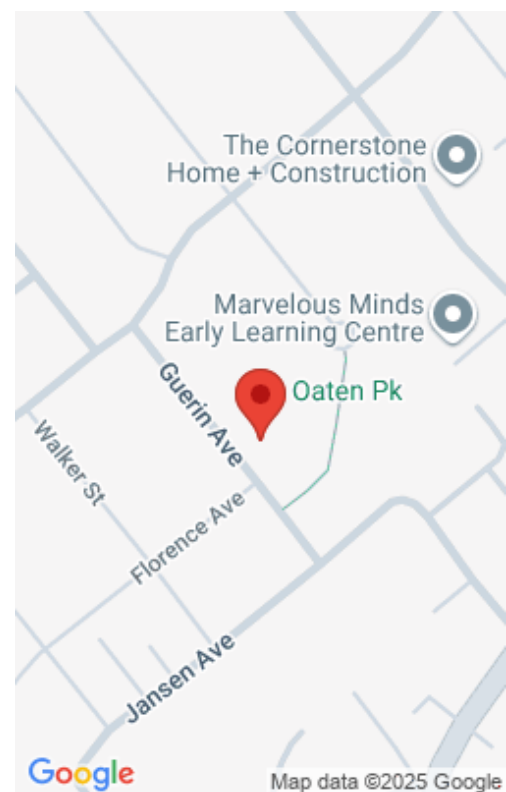 The Cornerstone
Home + Construction
Marvelous Minds
Early Learning Centre
Oaten Pk
Guerin Ave
Walker St
Florence Ave
Jansen Ave
Google
Map data ©2025 Google